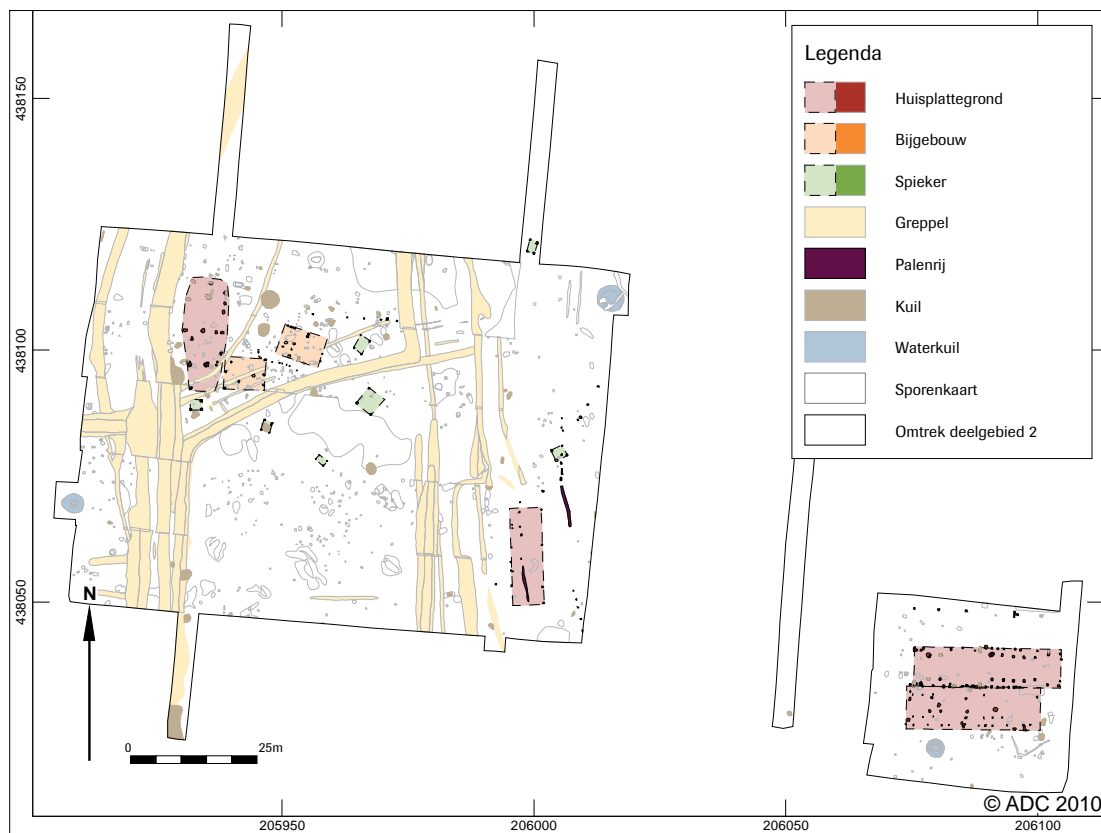 Legenda
Huisplattegrond
Bijgebouw
Spieker
Greppel
Palenrij
Kuil
Waterkuil
Sporenkaart
Omtrek deelgebied 2
438150
438100
438050
N
0 25m
© ADC 2010
205950 206000 206050 206100